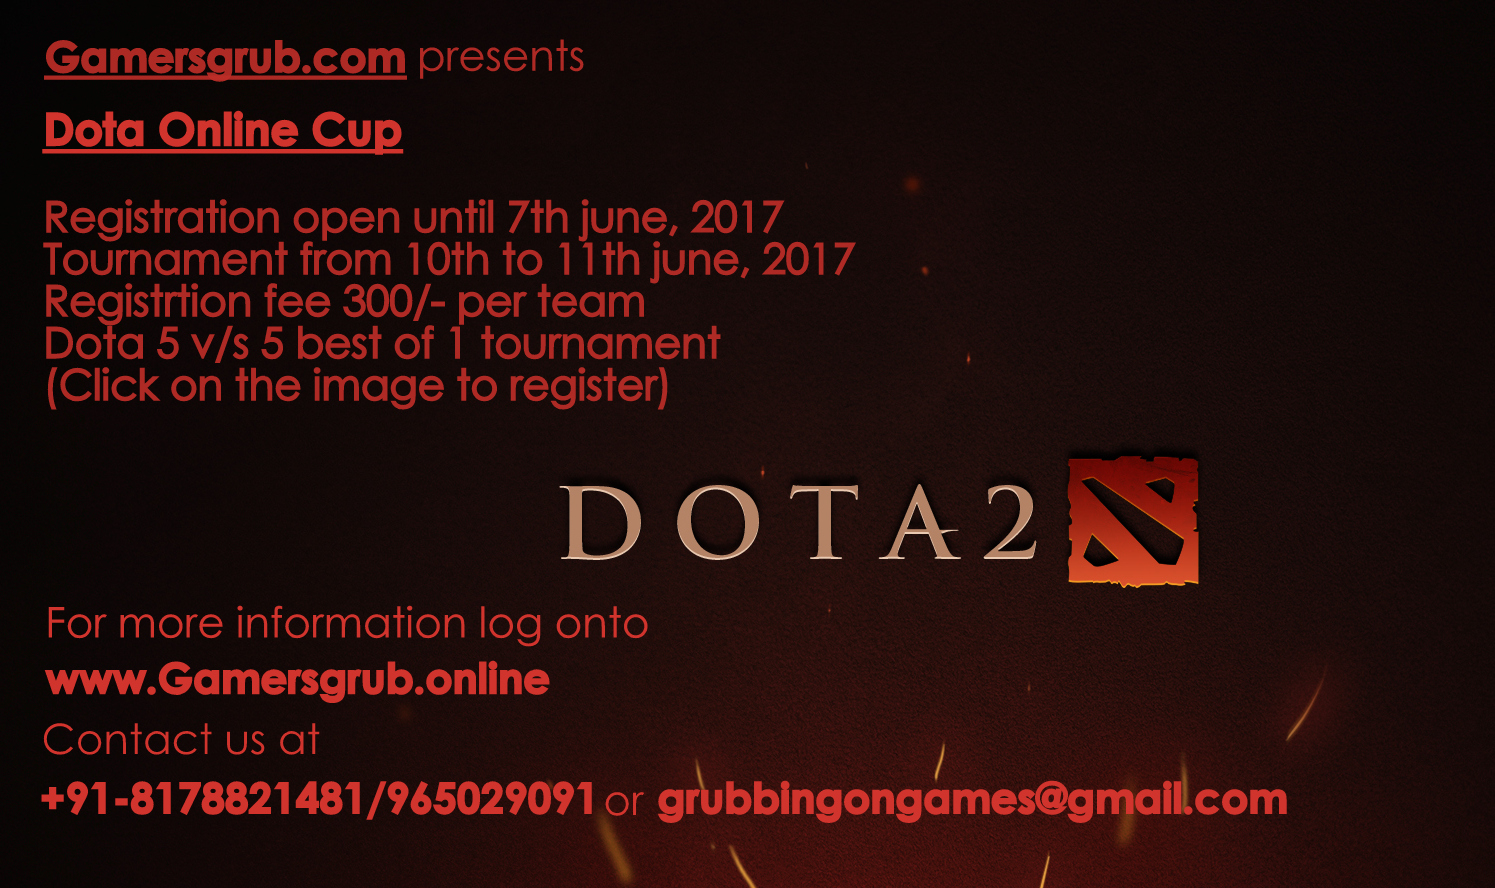 Gamersgrub.com presents
Dota Online Cup
Registration open until 7th june, 2017
Tournament from 10th to 11th june, 2017
Registrtion fee 300/- per team
Dota 5 v/s 5 best of 1 tournament
(Click on the image to register)
DOTA2
For more information log onto
www.Gamersgrub.online
Contact us at
+91-8178821481/965029091 or grubbingongames@gmail.com